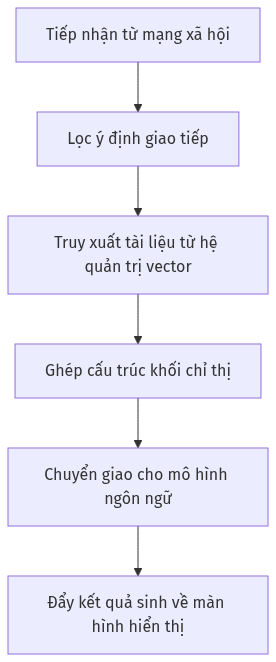 Tiếp nhận từ mạng xã hội
Lọc ý định giao tiếp
Truy xuất tài liệu từ hệ
quản trị vector
Ghép cấu trúc khối chỉ thị
Chuyển giao cho mô hình
ngôn ngữ
Đẩy kết quả sinh về màn
hình hiển thị